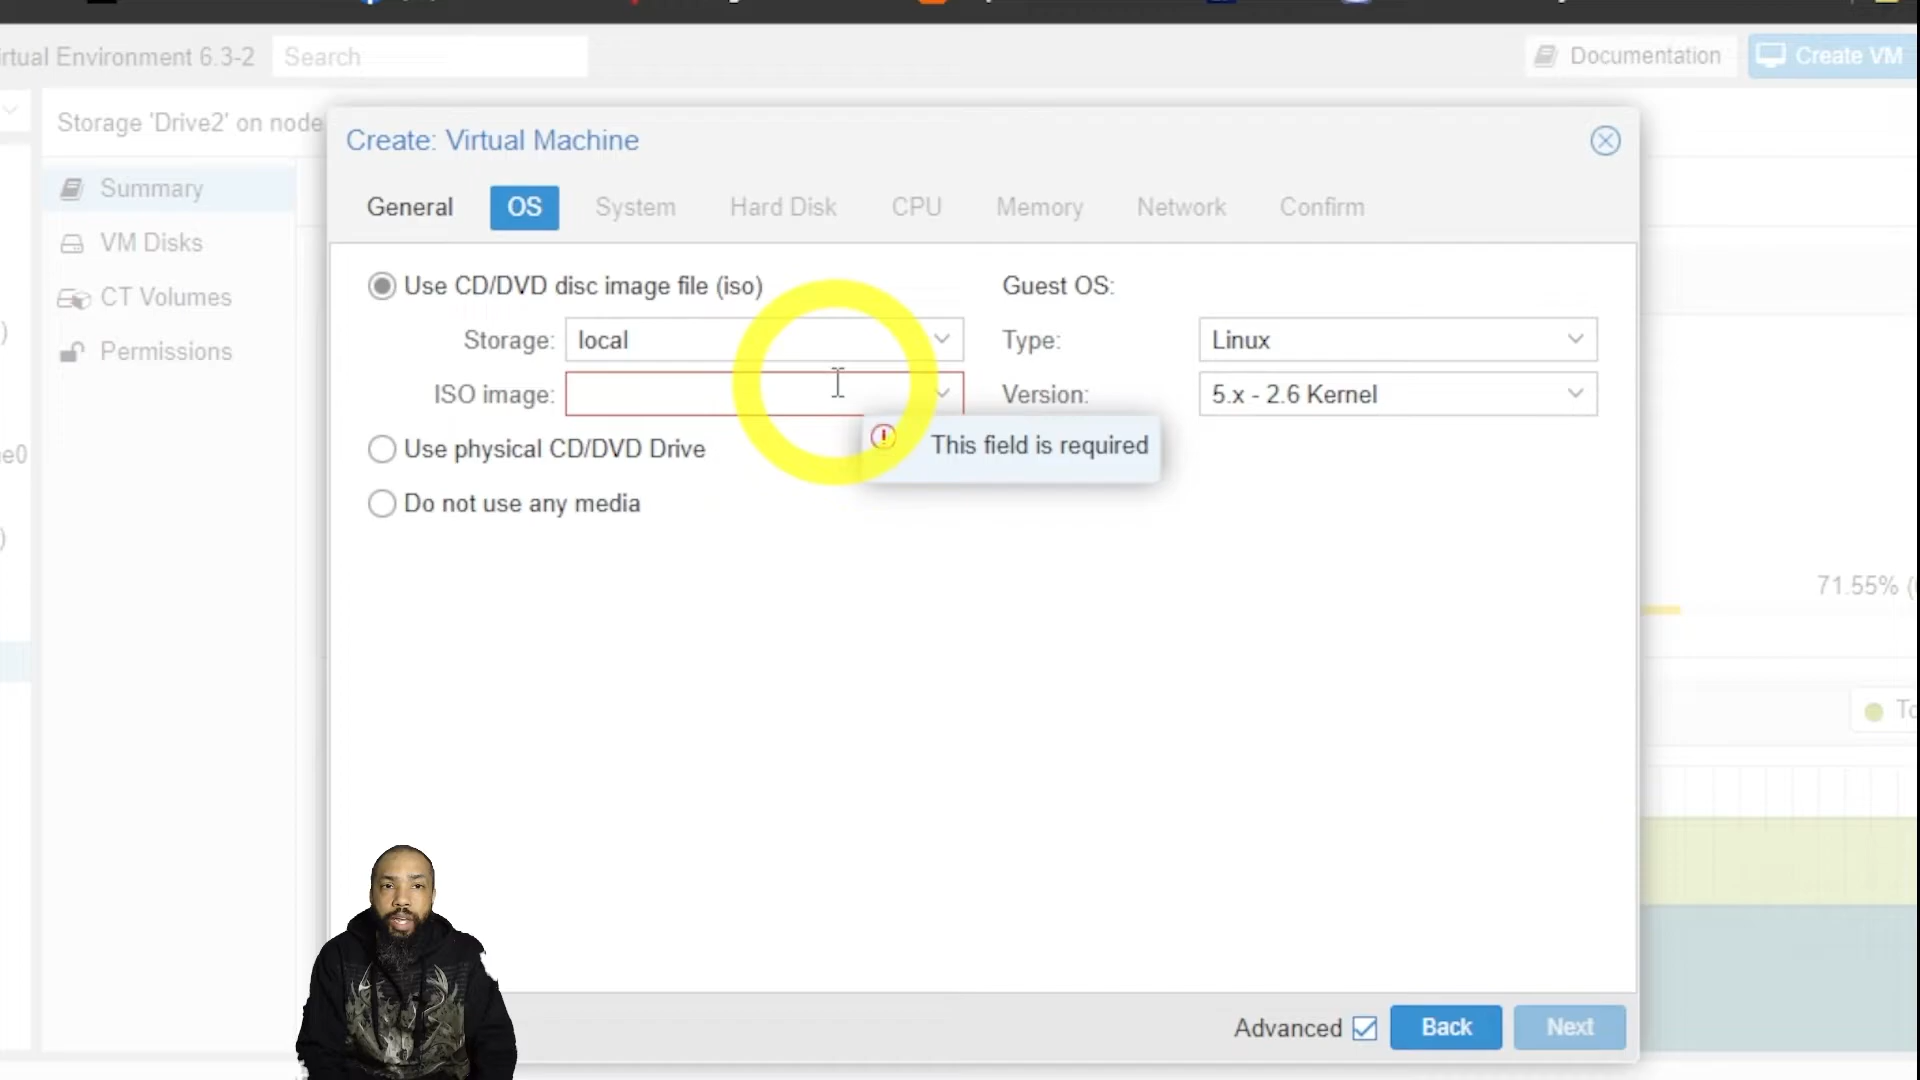 irtual Environment 6.3-2
Search
Documentation
Create VM
Storage 'Drive2' on node
Summary
VM Disks
CT Volumes
Permissions
)
e0
)
Create: Virtual Machine
General
OS
System
Hard Disk
CPU
Memory
Network
Confirm
Use CD/DVD disc image file (iso)
Storage:
local
ISO image:
Use physical CD/DVD Drive
Do not use any media
Guest OS:
Type:
Linux
Version:
5.x - 2.6 Kernel
This field is required
71.55% (
To
Advanced
Back
Next